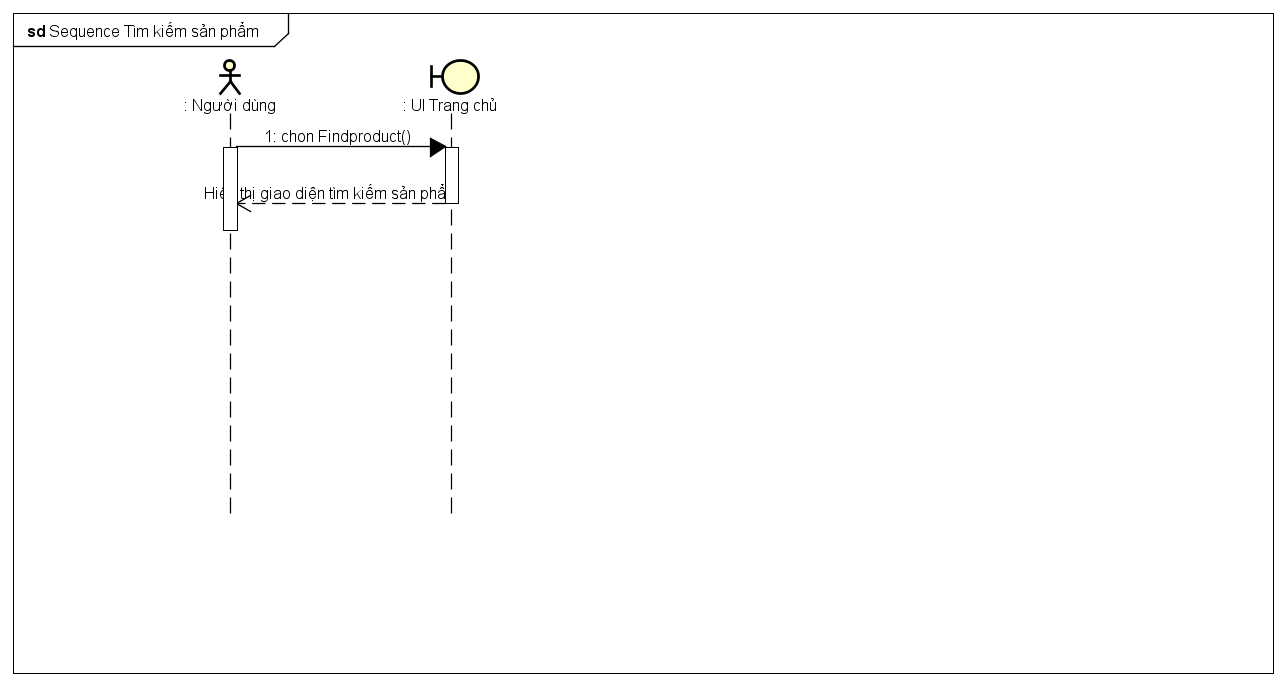 sd Sequence Tìm kiếm sản phẩm
: Người dùng
: UI Trang chủ
1: chon Findproduct()
thị giao diện tìm kiếm sản